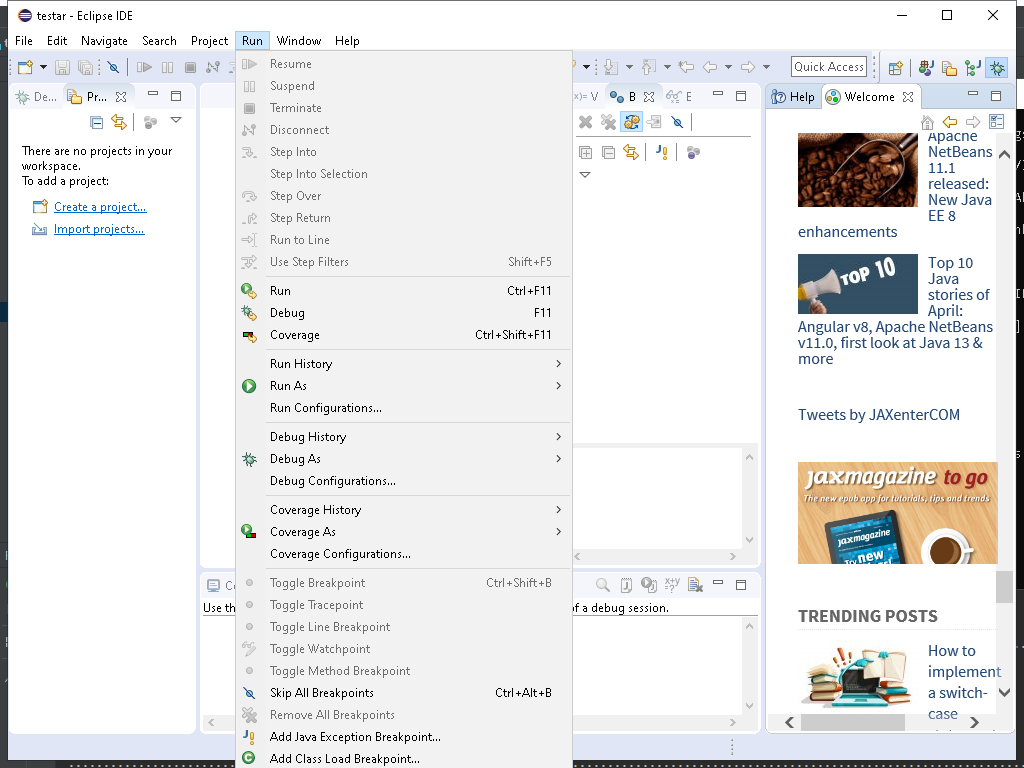 testar - Eclipse IDE
File Edit Navigate Search Project Run Window Help
Quick Access
De...
Pr...
There are no projects in your
workspace.
To add a project:
Create a project...
Import projects...
Resume
Suspend
Terminate
Disconnect
Step Into
Step Into Selection
Step Over
Step Return
Run to Line
Use Step Filters Shift+F5
Run Ctrl+F11
Debug F11
Coverage Ctrl+Shift+F11
Run History
Run As
Run Configurations...
Debug History
Debug As
Debug Configurations...
Coverage History
Coverage As
Coverage Configurations...
Toggle Breakpoint Ctrl+Shift+B
Toggle Tracepoint
Toggle Line Breakpoint
Toggle Watchpoint
Toggle Method Breakpoint
Skip All Breakpoints Ctrl+Alt+B
Remove All Breakpoints
Add Java Exception Breakpoint...
Add Class Load Breakpoint...
(x)= V
B
E
Use th
of a debug session.
Help
Welcome
Apache
NetBeans
11.1
released:
New Java
EE 8
enhancements
TOP 10
Top 10
Java
stories of
April:
Angular v8, Apache NetBeans
v11.0, first look at Java 13 &
more
Tweets by JAXenterCOM
jaxmagazine to go
The new epub app for tutorials, tips and trends
jaxmagazine
Try new
TRENDING POSTS
How to
implement
a switch-
case